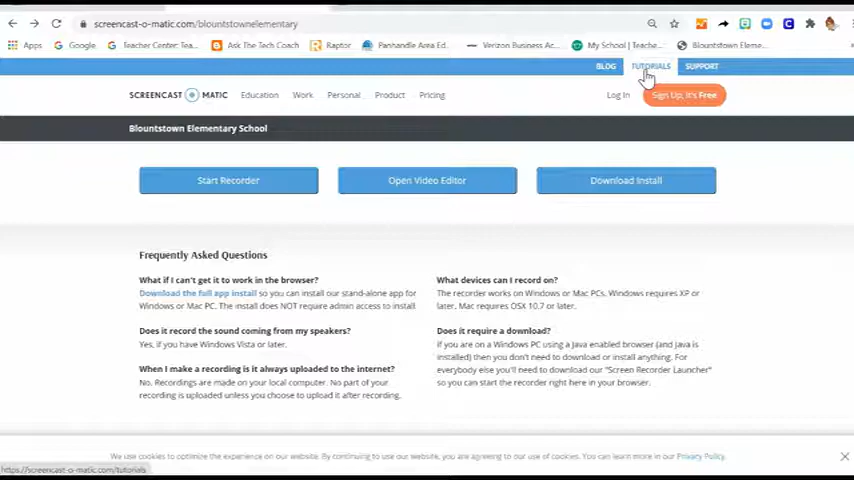 screencast-o-matic.com/blountstownelementary
Apps Google Teacher Center: Tea... Ask The Tech Coach Raptor Panhandle Area Ed... Verizon Business Ac... My School | Teache... Blountstown Eleme...
BLOG TUTORIALS SUPPORT
SCREENCAST O MATIC Education Work Personal Product Pricing Log In Sign Up, It's Free
Blountstown Elementary School
Start Recorder Open Video Editor Download Install
Frequently Asked Questions
What if I can't get it to work in the browser?
Download the full app install so you can install our stand-alone app for
Windows or Mac PC. The install does NOT require admin access to install.
Does it record the sound coming from my speakers?
Yes, if you have Windows Vista or later.
When I make a recording is it always uploaded to the internet?
No. Recordings are made on your local computer. No part of your
recording is uploaded unless you choose to upload it after recording.
What devices can I record on?
The recorder works on Windows or Mac PCs. Windows requires XP or
later. Mac requires OSX 10.7 or later.
Does it require a download?
If you are on a Windows PC using a Java enabled browser (and Java is
installed) then you don't need to download or install anything. For
everybody else you'll need to download our "Screen Recorder Launcher"
so you can start the recorder right here in your browser.
We use cookies to optimize the experience on our website. By continuing to use our website, you are agreeing to our use of cookies. You can learn more in our Privacy Policy.
https://screencast-o-matic.com/tutorials